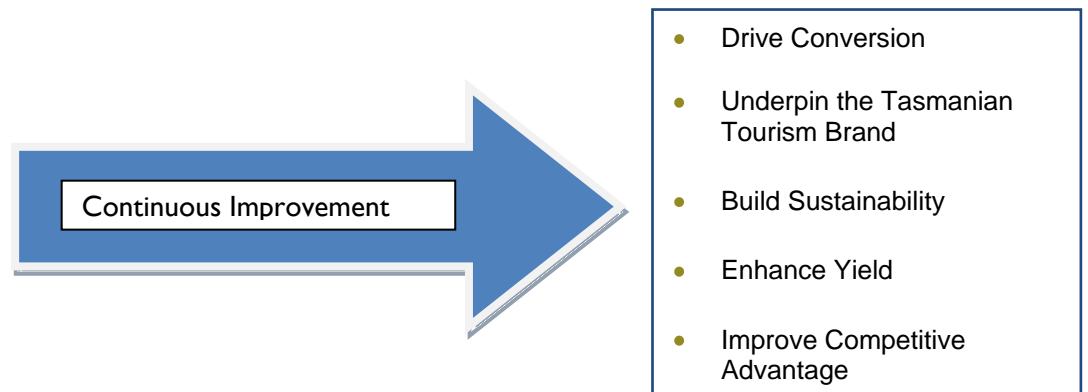 Continuous Improvement
• Drive Conversion
• Underpin the Tasmanian
Tourism Brand
• Build Sustainability
• Enhance Yield
• Improve Competitive
Advantage